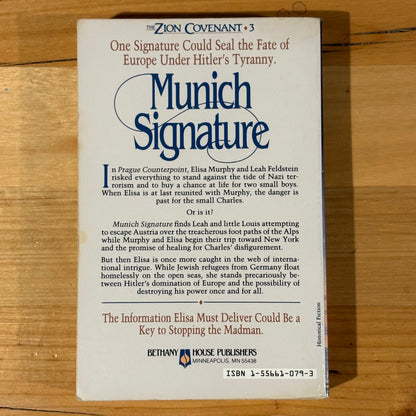 THE ZION COVENANT • 3
One Signature Could Seal the Fate of
Europe Under Hitler's Tyranny.
Munich
Signature
In Prague Counterpoint, Elisa Murphy and Leah Feldstein
risked everything to stand against the tide of Nazi ter-
rorism and to buy a chance at life for two small boys.
When Elisa is at last reunited with Murphy, the danger is
past for the small Charles.
Or is it?
Munich Signature finds Leah and little Louis attempting
to escape Austria over the treacherous foot paths of the Alps
while Murphy and Elisa begin their trip toward New York
and the promise of healing for Charles' disfigurement.
But then Elisa is once more caught in the web of inter-
national intrigue. While Jewish refugees from Germany float
homelessly on the open seas, she stands precariously be-
tween Hitler's domination of Europe and the possibility of
destroying his power once and for all.
The Information Elisa Must Deliver Could Be a
Key to Stopping the Madman.
BETHANY HOUSE PUBLISHERS
MINNEAPOLIS, MN 55438
ISBN 1-55661-079-3
Historical Fiction